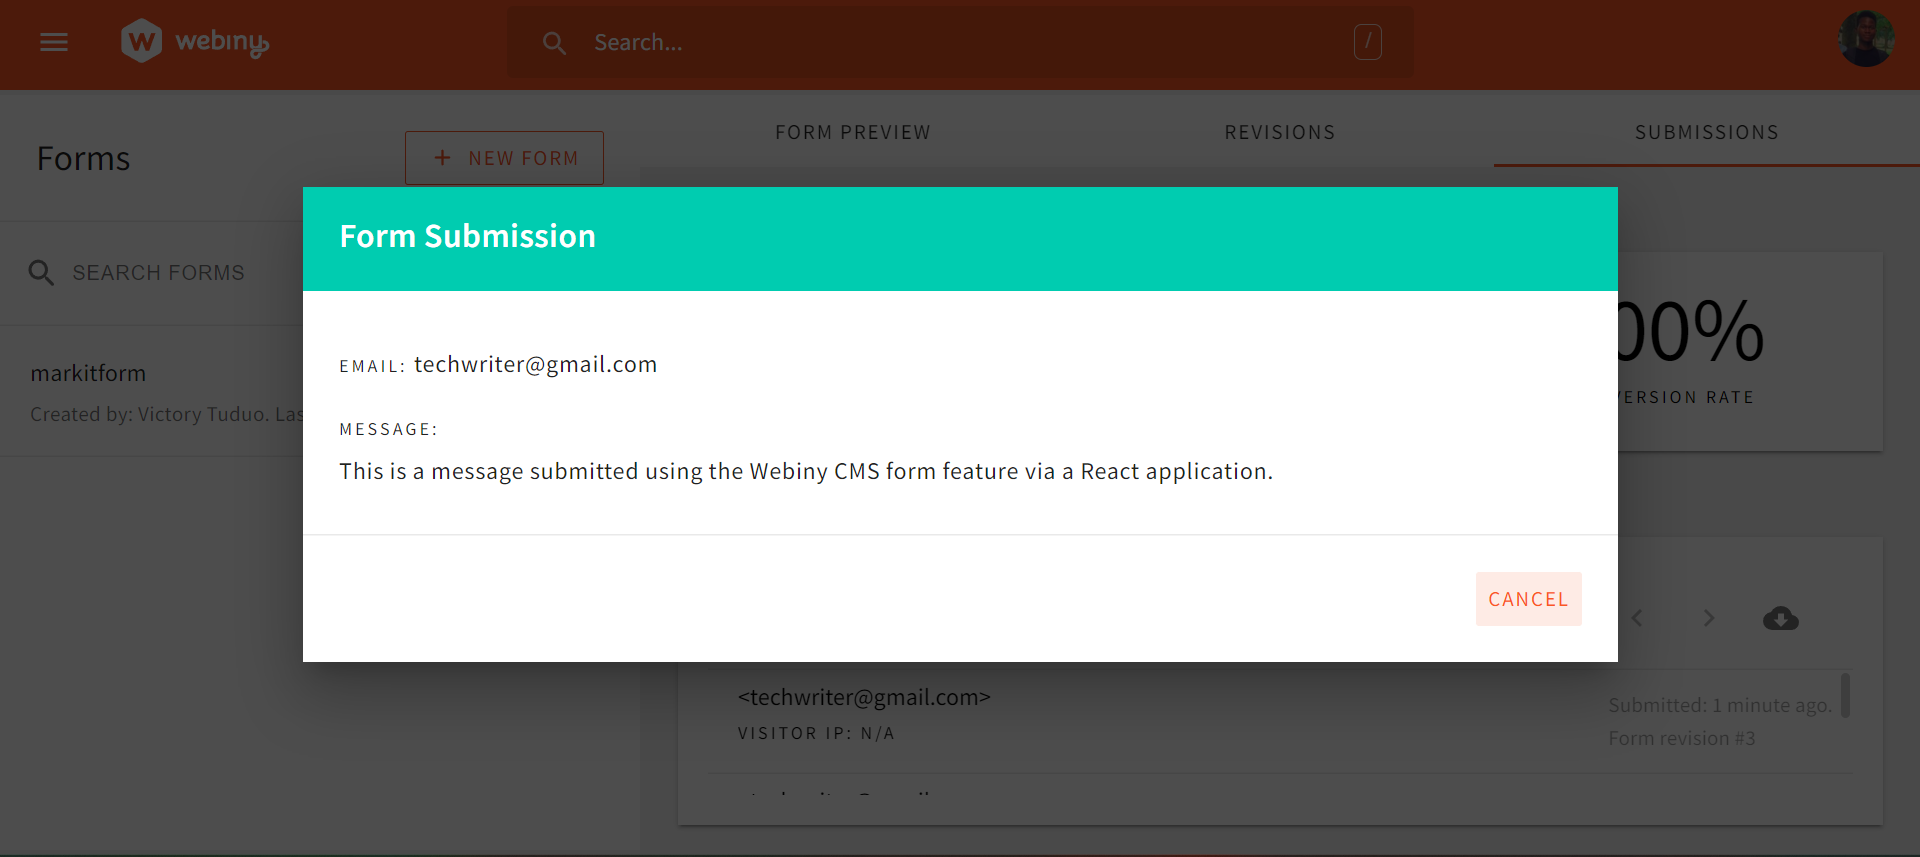 webiny
Search...
/
Forms
+ NEW FORM
FORM PREVIEW
REVISIONS
SUBMISSIONS
SEARCH FORMS
markitform
Created by: Victory Tuduo.
Form Submission
EMAIL: techwriter@gmail.com
MESSAGE:
This is a message submitted using the Webiny CMS form feature via a React application.
CANCEL
00%
VERSION RATE
<techwriter@gmail.com>
VISITOR IP: N/A
Submitted: 1 minute ago.
Form revision #3